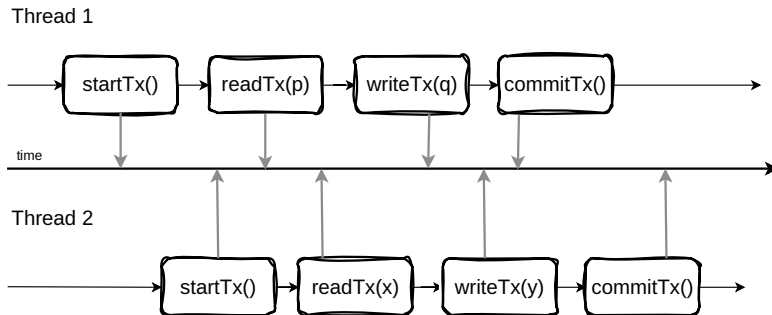 Thread 1
startTx()
readTx(p)
writeTx(q)
commitTx()
time
Thread 2
startTx()
readTx(x)
writeTx(y)
commitTx()